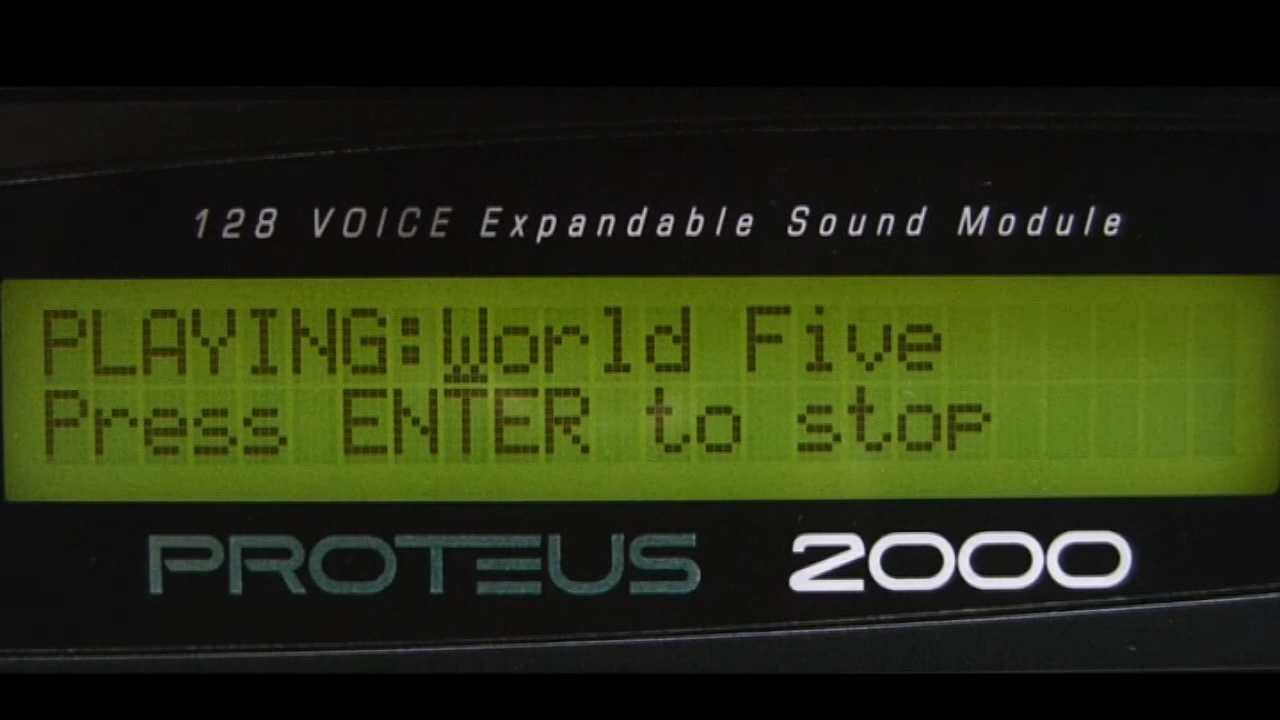 128 VOICE Expandable Sound Module
PLAYING:World Five
Press ENTER to stop
PROTEUS 2000